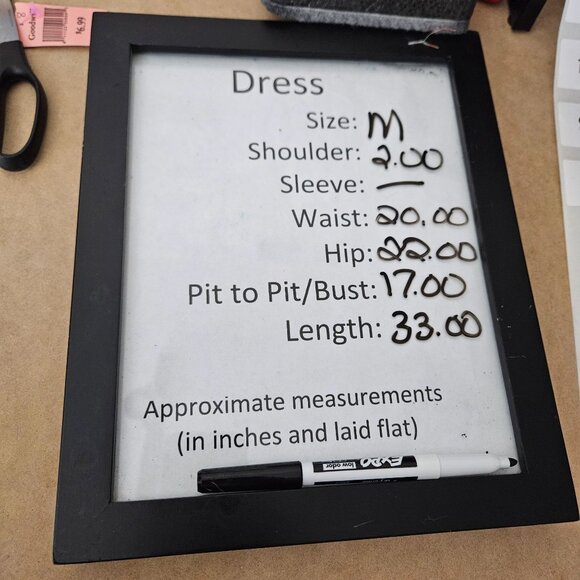 Goodwi
$6.99
Dress
Size: M
Shoulder: 2.00
Sleeve: —
Waist: 20.00
Hip: 22.00
Pit to Pit/Bust: 17.00
Length: 33.00
Approximate measurements
(in inches and laid flat)
EXPO
low odor